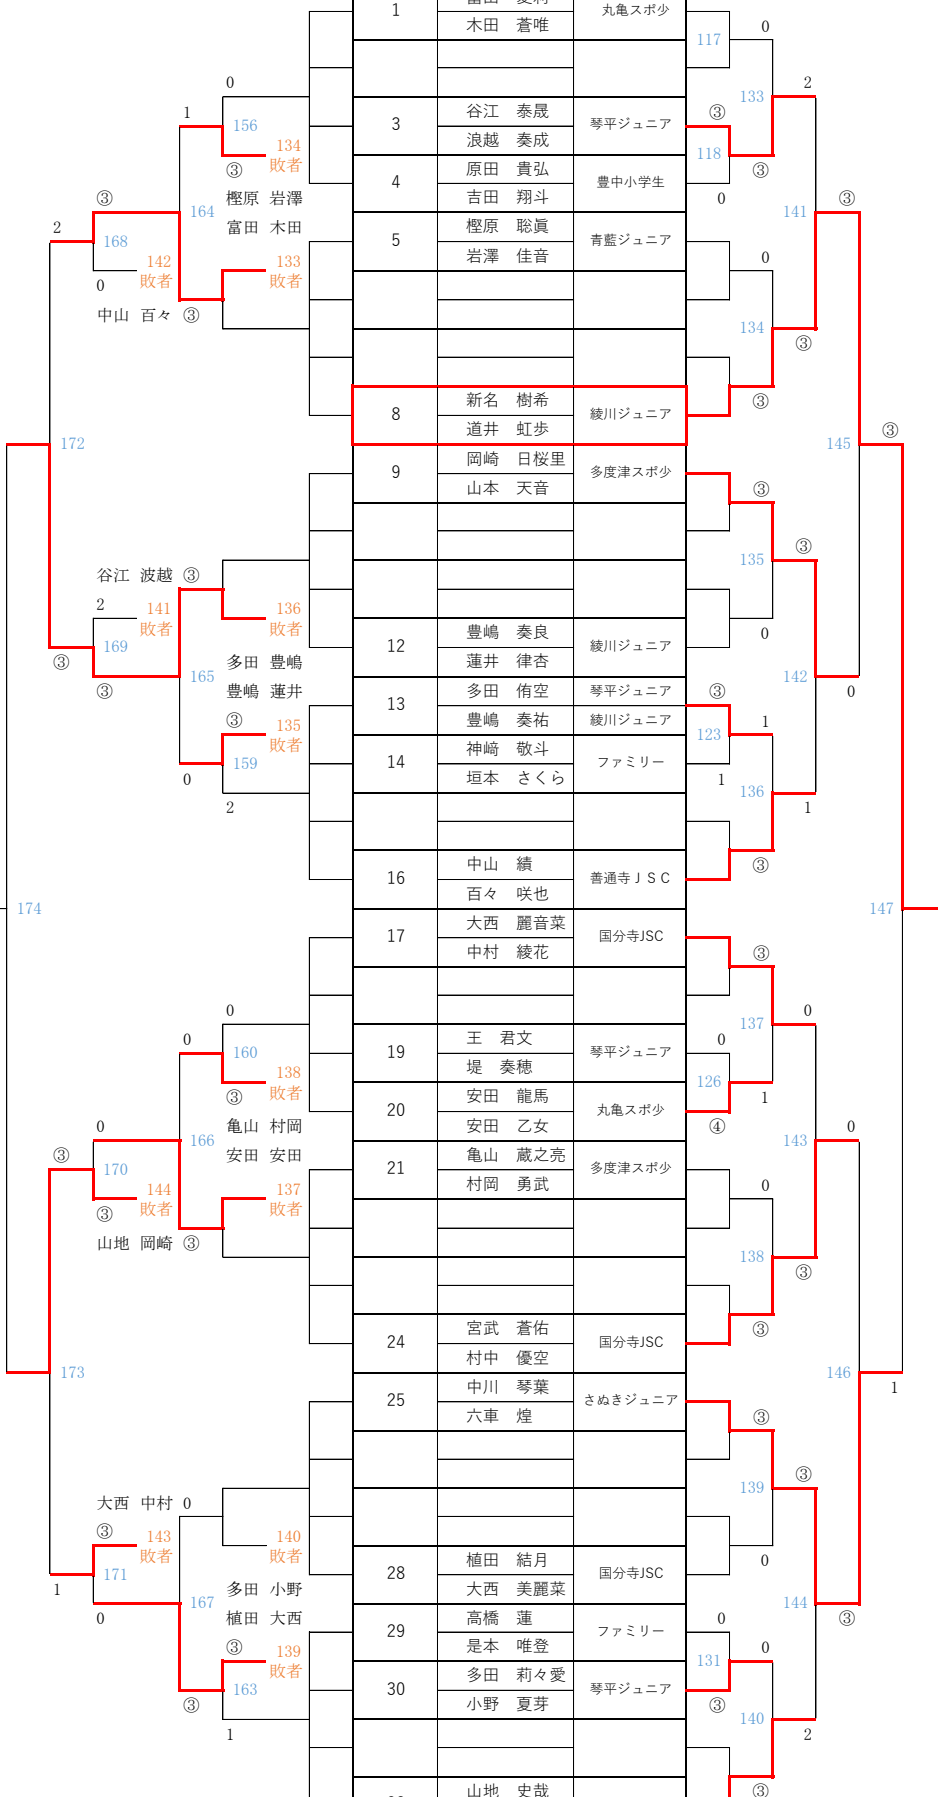 1
丸亀スポ少
木田 蒼唯
117
0
0
133
2
1
156
3
谷江 泰晟
琴平ジュニア
③
浪越 奏成
134
敗者
118
③
4
原田 貴弘
豊中小学生
③
③
樫原 岩澤
吉田 翔斗
0
③
2
164
富田 木田
5
樫原 聡眞
青藍ジュニア
141
168
岩澤 佳音
0
142
敗者
133
敗者
0
中山 百々 ③
134
③
8
新名 樹希
綾川ジュニア
③
道井 虹歩
③
172
145
9
岡崎 日桜里
多度津スポ少
山本 天音
③
③
135
谷江 波越 ③
2
141
敗者
136
敗者
12
豊嶋 奏良
綾川ジュニア
0
169
蓮井 律杏
③
多田 豊嶋
165
142
③
豊嶋 蓮井
13
多田 侑空
琴平ジュニア
③
0
③
豊嶋 奏祐
綾川ジュニア
1
135
敗者
123
159
14
神﨑 敬斗
ファミリー
0
垣本 さくら
1
136
2
1
16
中山 績
善通寺ＪＳＣ
③
百々 咲也
174
147
17
大西 麗音菜
国分寺JSC
中村 綾花
③
0
0
137
0
0
160
19
王 君文
琴平ジュニア
0
138
敗者
堤 奏穂
126
③
20
安田 龍馬
丸亀スポ少
1
0
亀山 村岡
安田 乙女
④
0
③
166
安田 安田
21
亀山 蔵之亮
多度津スポ少
143
170
144
敗者
137
敗者
村岡 勇武
0
③
山地 岡崎 ③
138
③
24
宮武 蒼佑
国分寺JSC
③
村中 優空
173
146
25
中川 琴葉
さぬきジュニア
1
六車 煌
③
③
139
大西 中村 0
③
143
敗者
140
敗者
28
植田 結月
国分寺JSC
0
171
大西 美麗菜
1
多田 小野
167
144
0
植田 大西
29
高橋 蓮
ファミリー
0
③
③
是本 唯登
0
139
敗者
131
163
30
多田 莉々愛
琴平ジュニア
③
小野 夏芽
③
140
1
2
山地 史哉
③